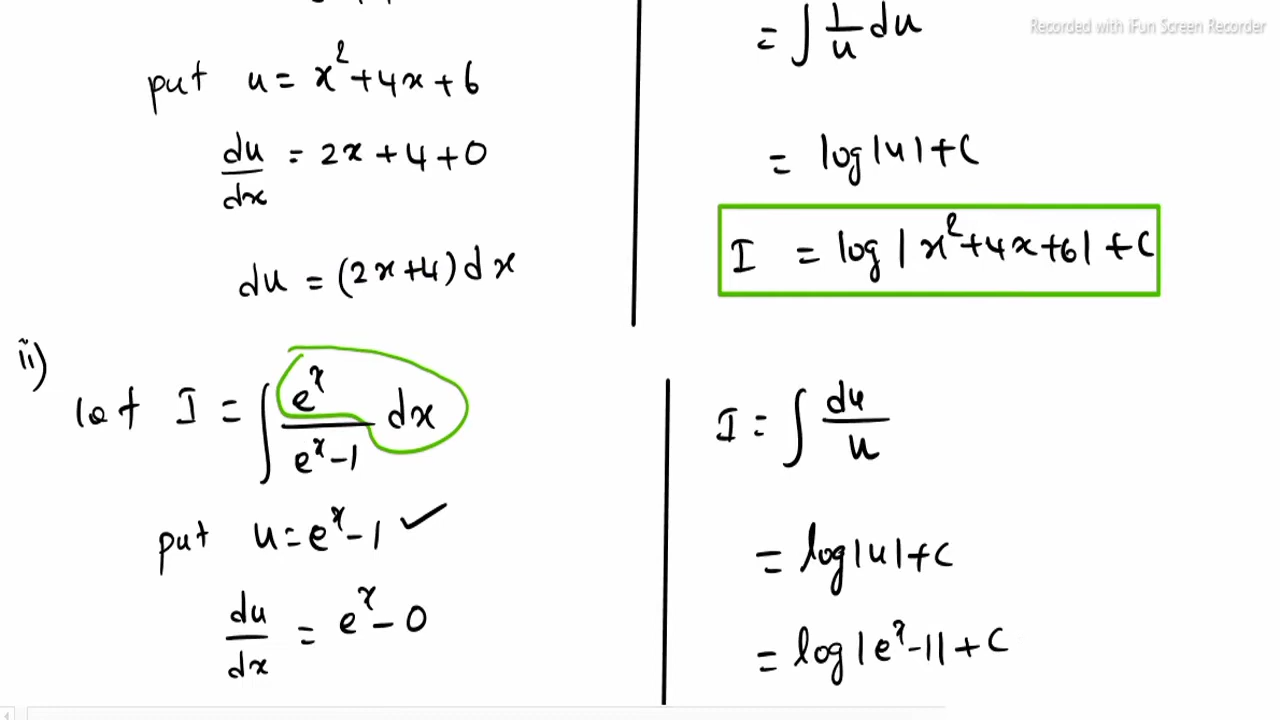 Recorded with iFun Screen Recorder
put u = x²+4x+6
du/dx = 2x+4+0
du = (2x+4)dx
= ∫ 1/u du
= log|u|+c
I = log|x²+4x+6|+c
ii)
let I = ∫ eˣ/(eˣ-1) dx
put u=eˣ-1 ✓
du/dx = eˣ-0
I = ∫ du/u
= log|u|+c
= log|eˣ-1|+c